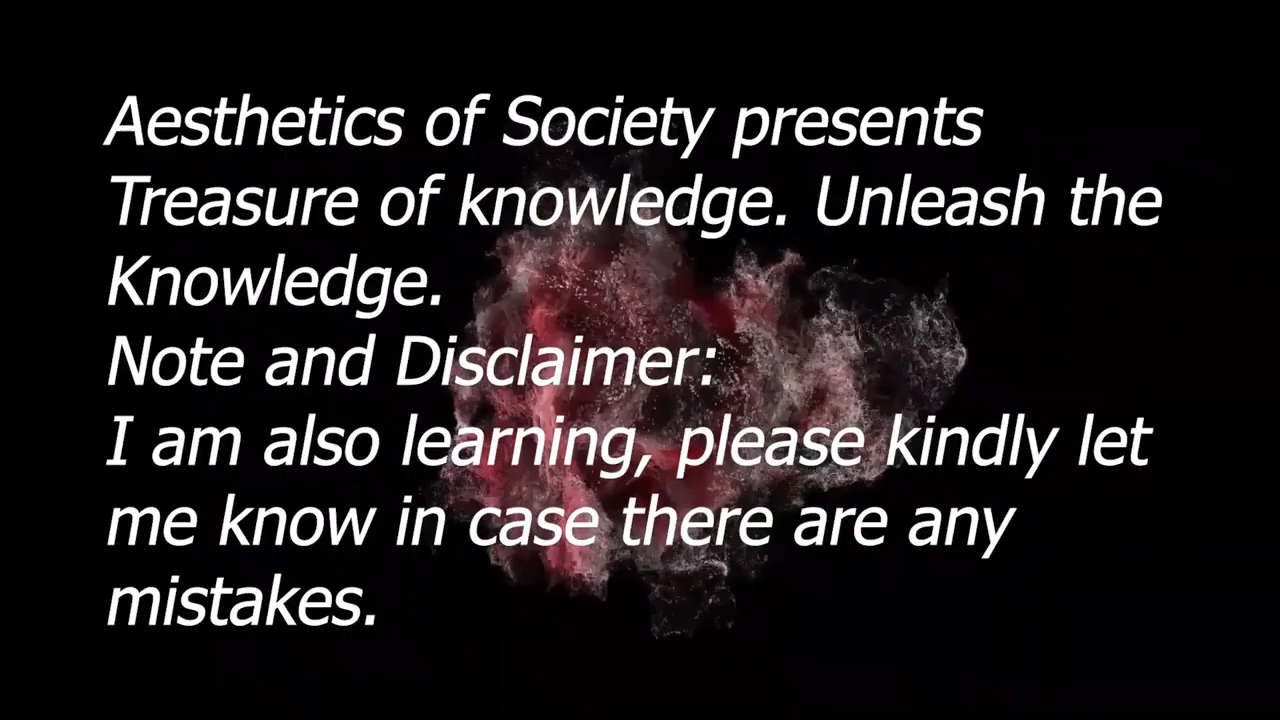 Aesthetics of Society presents
Treasure of knowledge. Unleash the
Knowledge.
Note and Disclaimer:
I am also learning, please kindly let
me know in case there are any
mistakes.